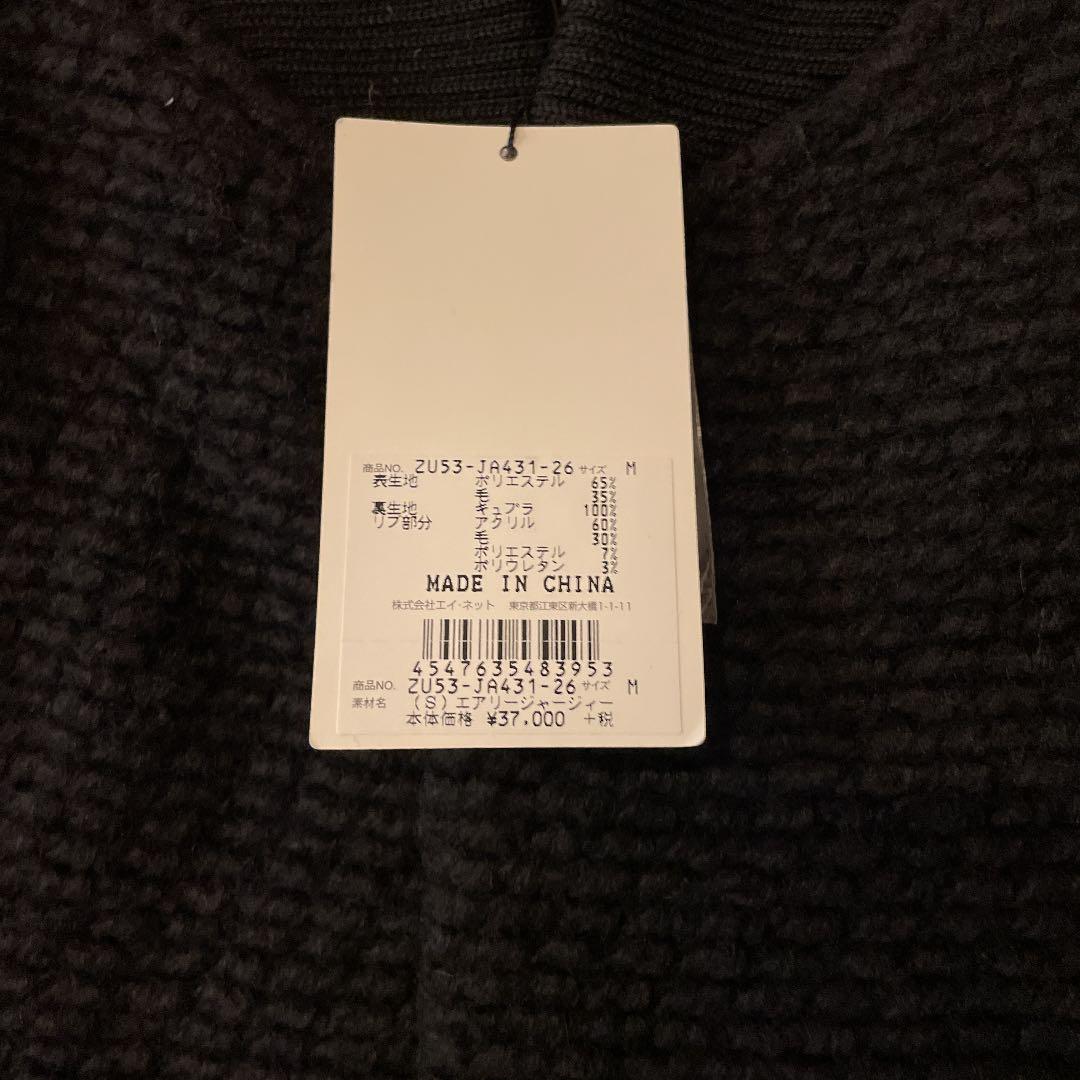 商品NO. ZU53-JA431-26 サイズ M
表生地 ポリエステル 65%
毛 35%
裏生地 キュプラ 100%
リブ部分 アクリル 60%
毛 30%
ポリエステル 7%
ポリウレタン 3%
MADE IN CHINA
株式会社エイ・ネット 東京都江東区新大橋1-1-11
4547635483953
商品NO. ZU53-JA431-26 サイズ M
素材名 (S)エアリージャージィー
本体価格 ¥37,000 +税